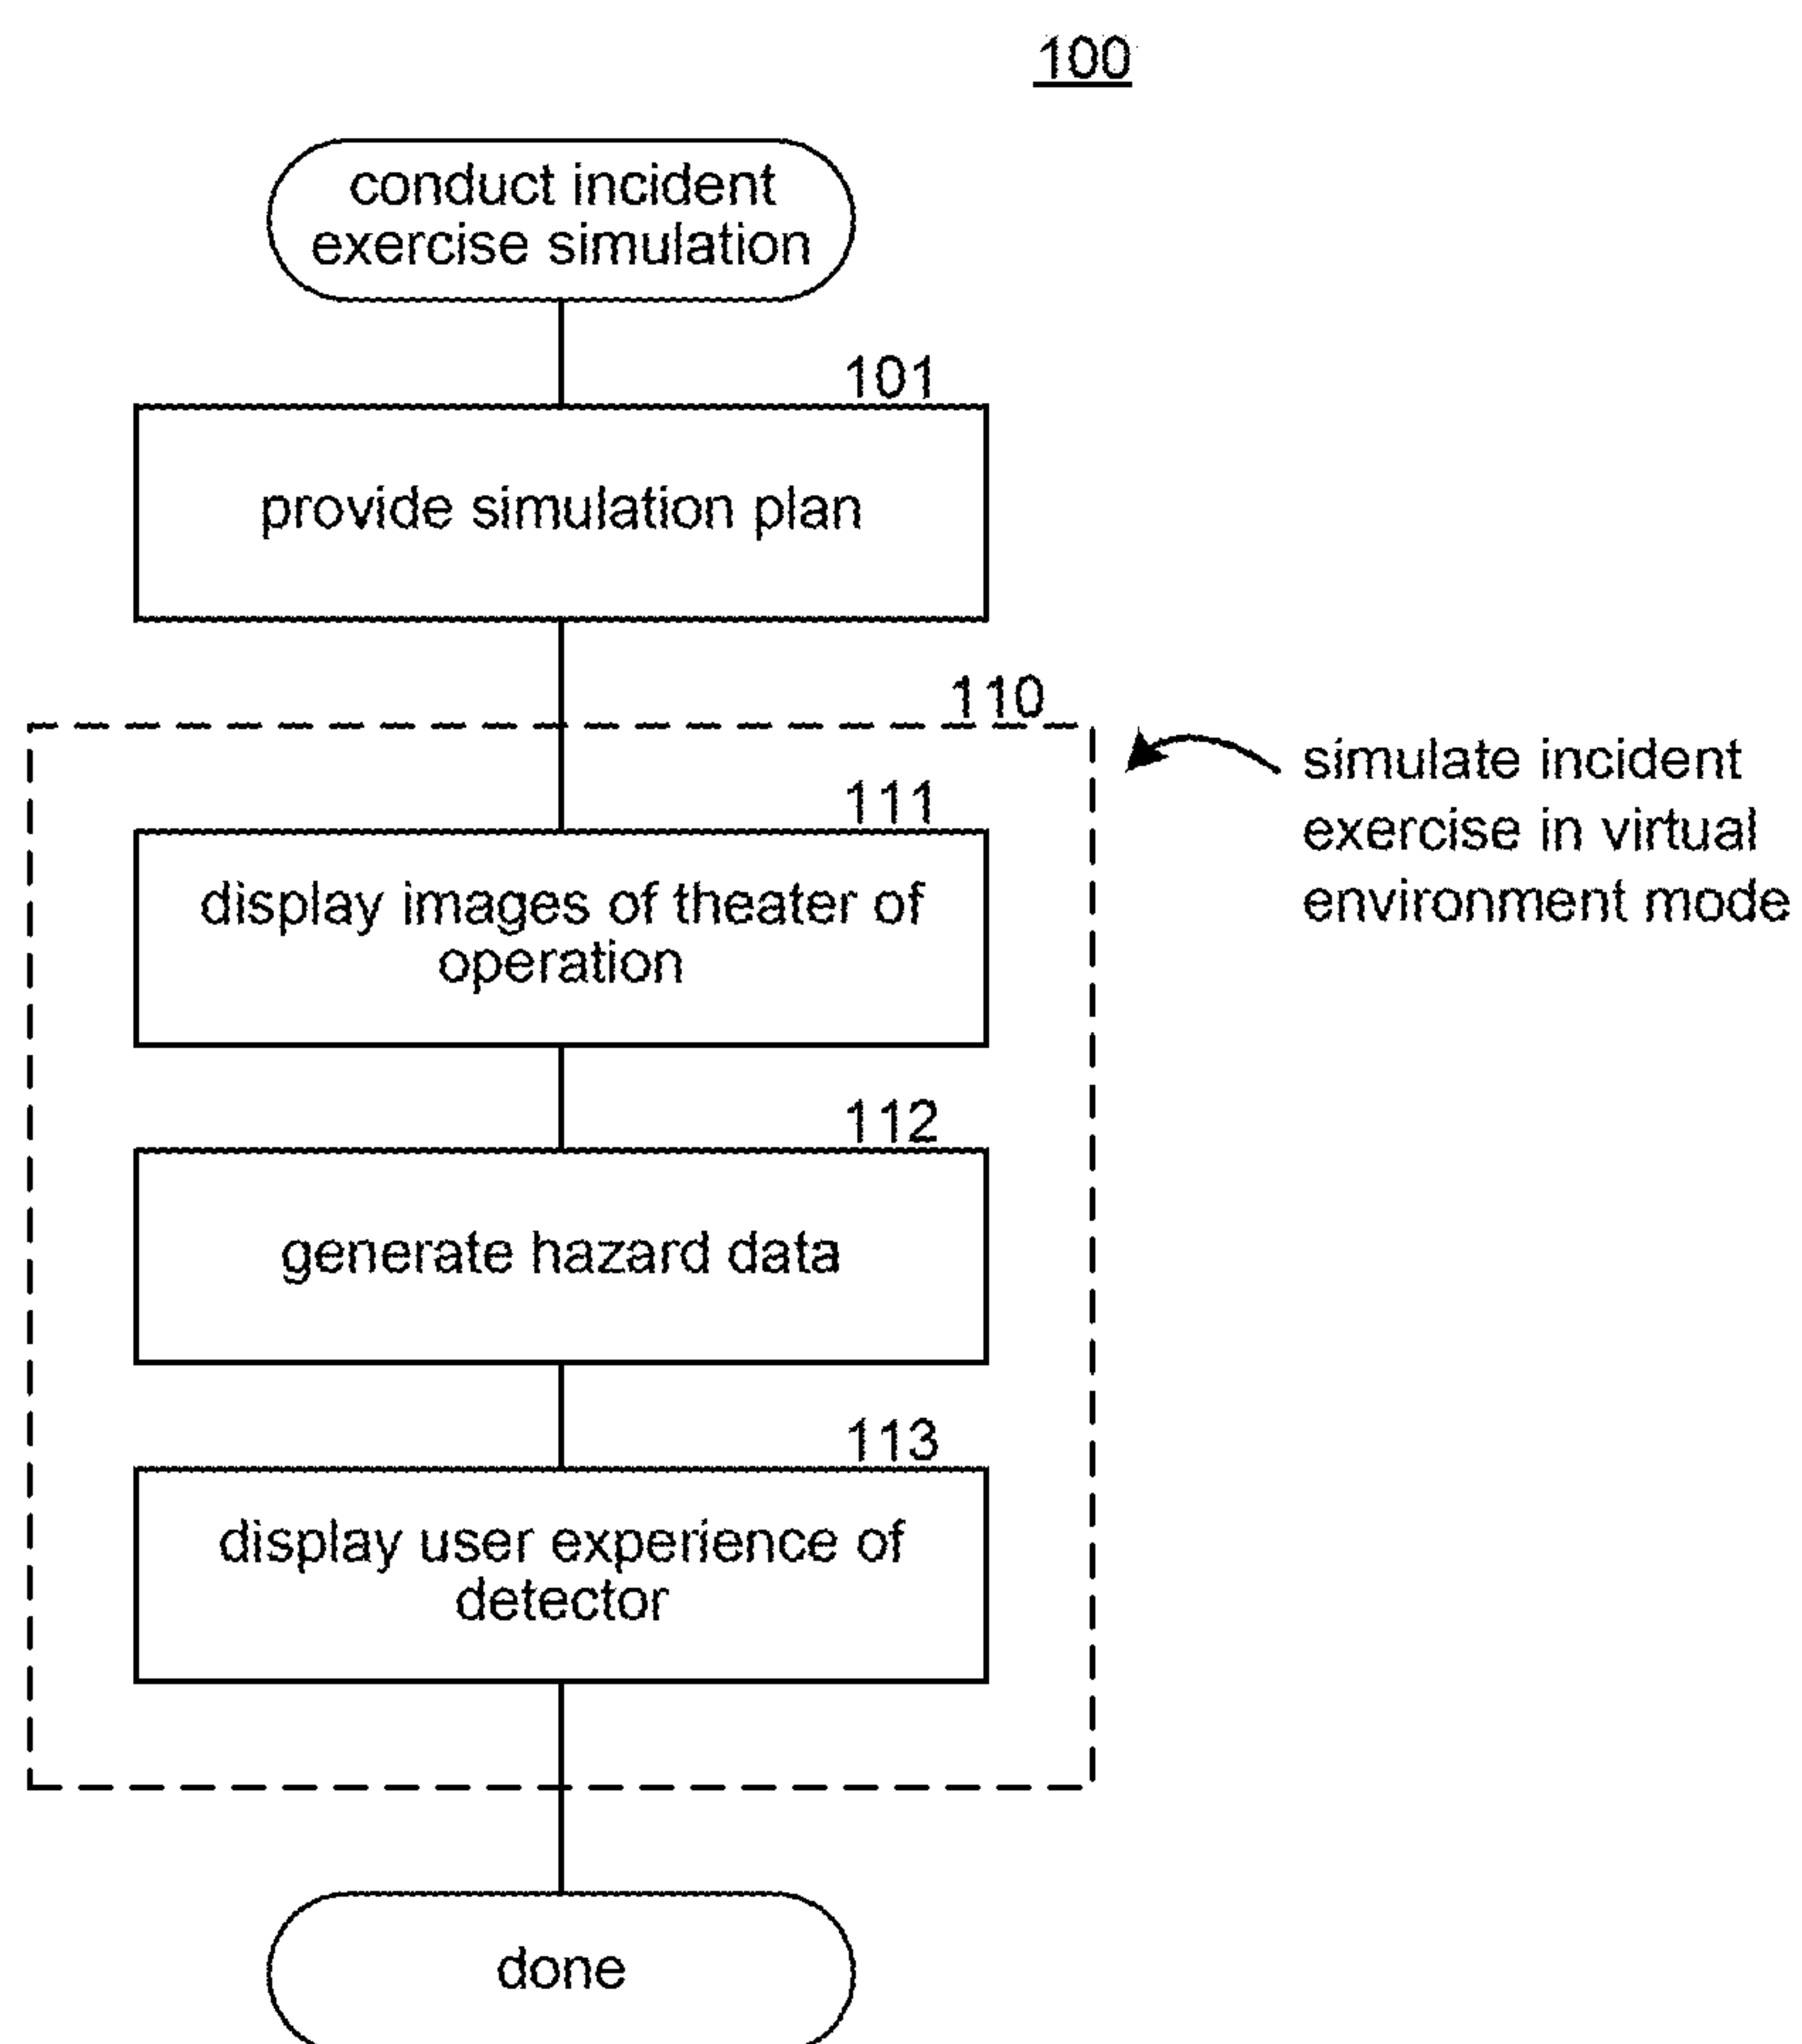 100
conduct incident
exercise simulation
101
provide simulation plan
110
simulate incident
exercise in virtual
environment mode
111
display images of theater of
operation
112
generate hazard data
113
display user experience of
detector
done